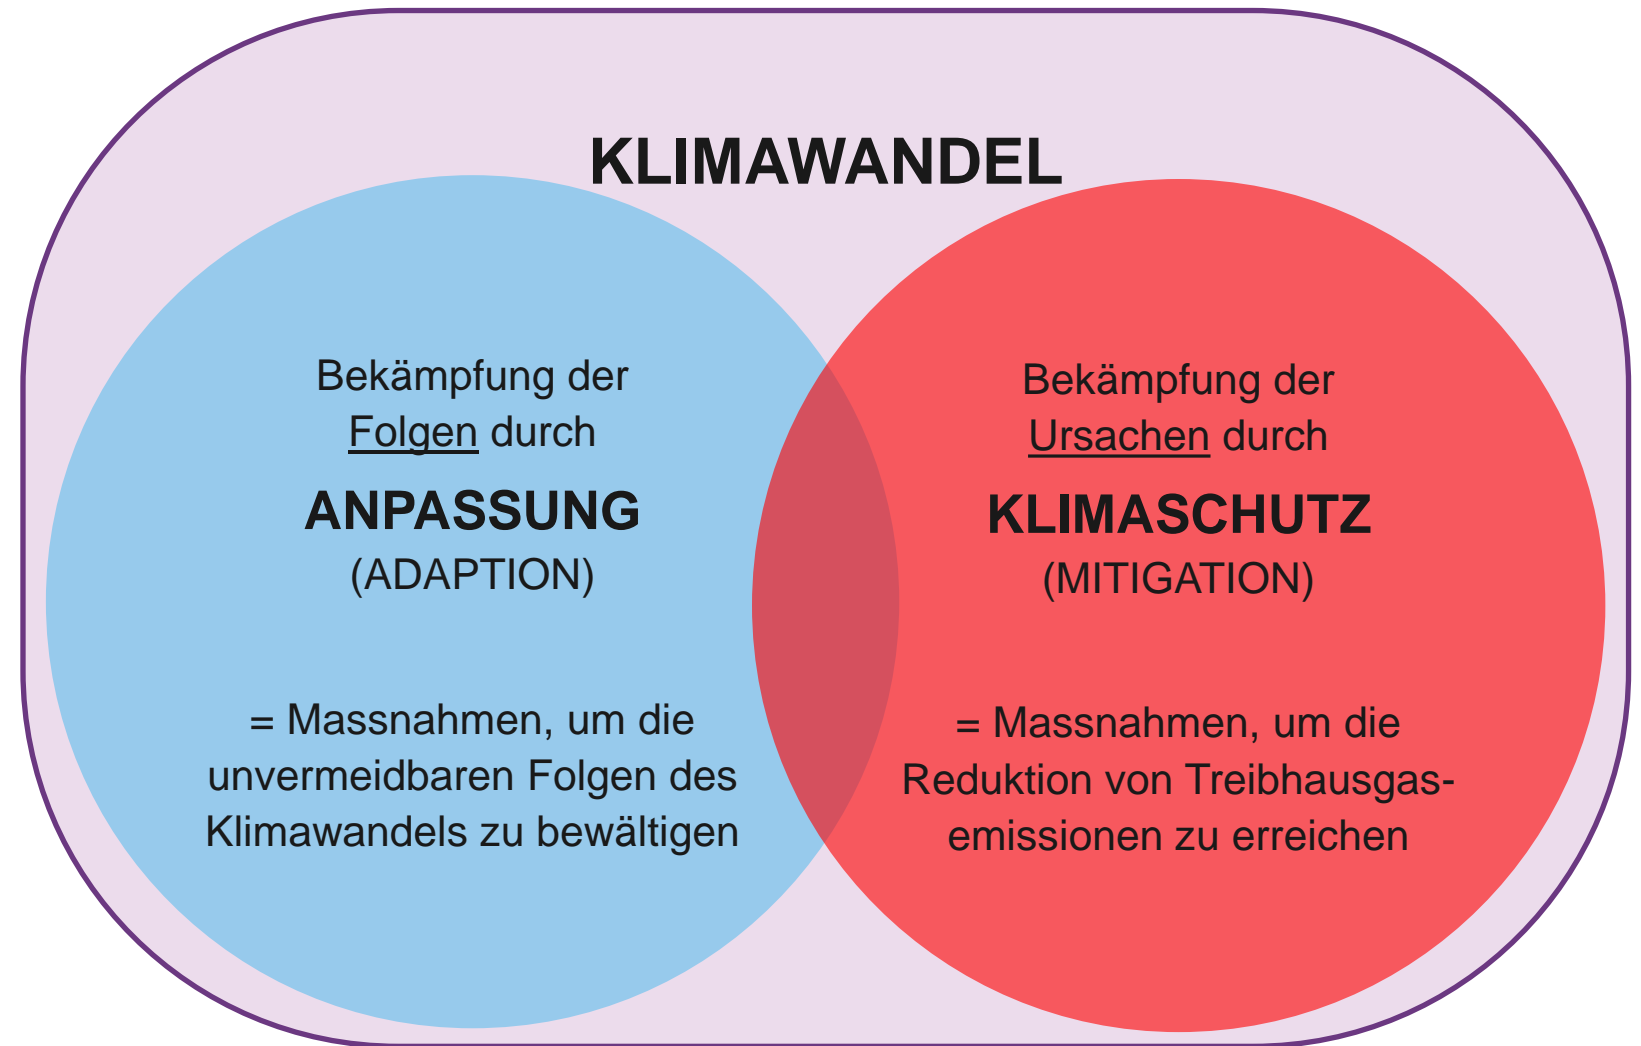 KLIMAWANDEL
Bekämpfung der
Folgen durch
ANPASSUNG
(ADAPTION)
= Massnahmen, um die
unvermeidbaren Folgen des
Klimawandels zu bewältigen
Bekämpfung der
Ursachen durch
KLIMASCHUTZ
(MITIGATION)
= Massnahmen, um die
Reduktion von Treibhausgas-
emissionen zu erreichen